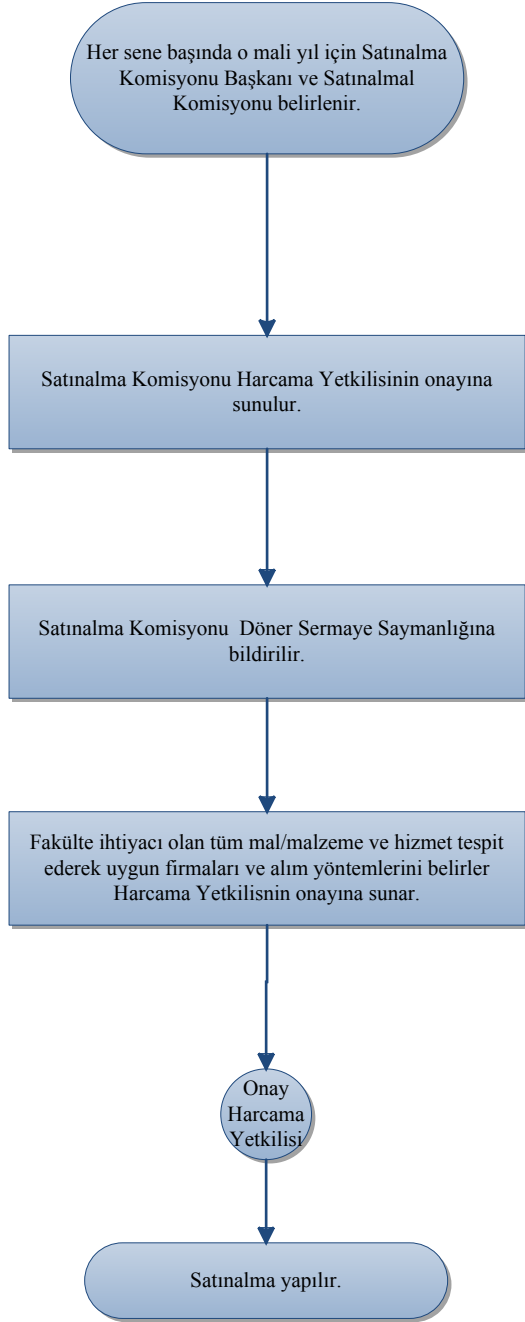 Her sene başında o mali yıl için Satınalma
Komisyonu Başkanı ve Satınalmal
Komisyonu belirlenir.
Satınalma Komisyonu Harcama Yetkilisinin onayına
sunulur.
Satınalma Komisyonu  Döner Sermaye Saymanlığına
bildirilir.
Fakülte ihtiyacı olan tüm mal/malzeme ve hizmet tespit
ederek uygun firmaları ve alım yöntemlerini belirler
Harcama Yetkilisnin onayına sunar.
Onay
Harcama
Yetkilisi
Satınalma yapılır.